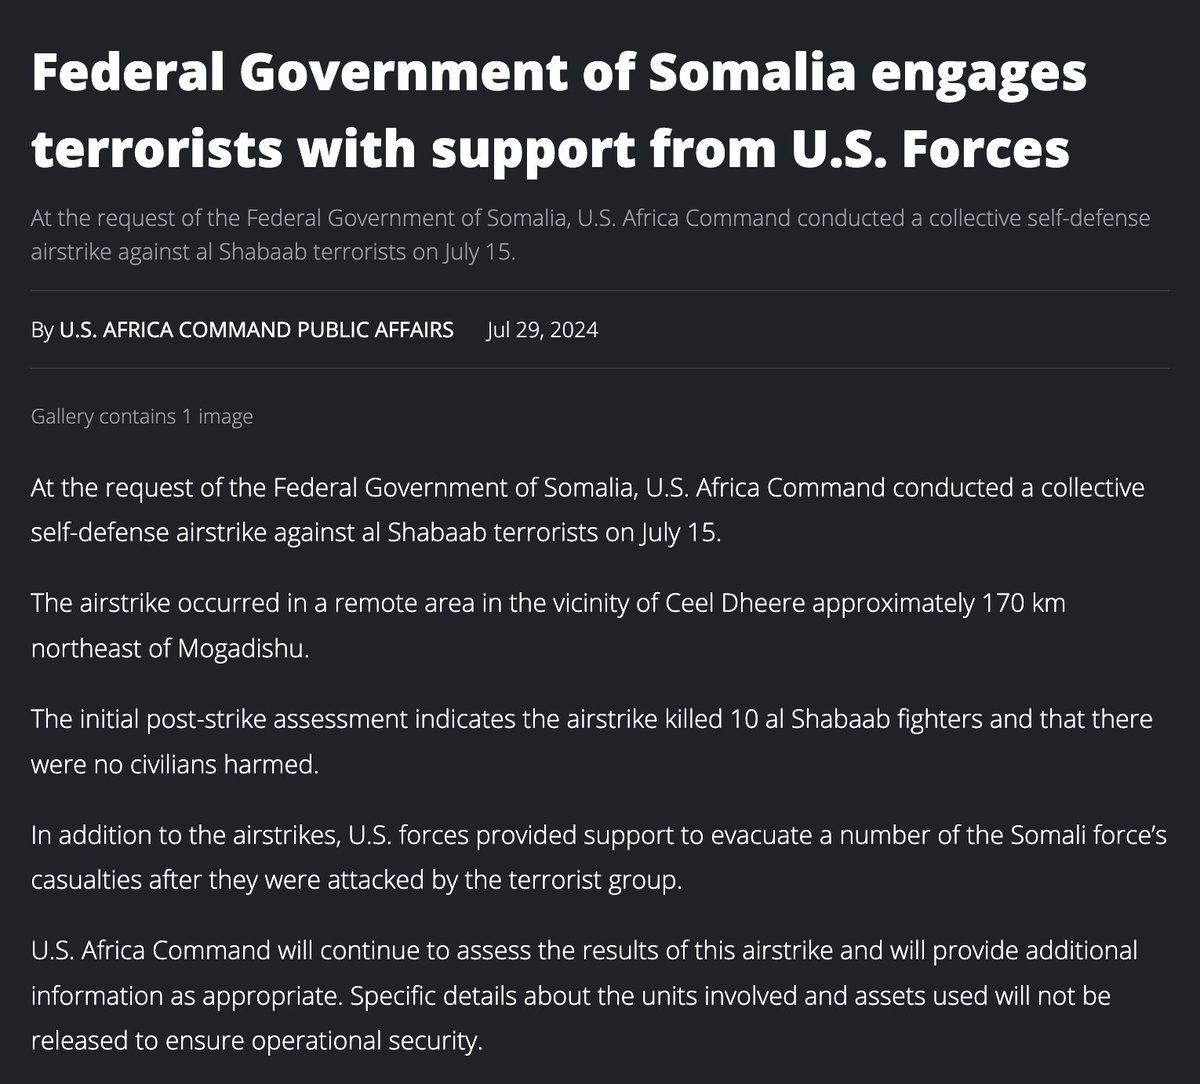 Federal Government of Somalia engages
terrorists with support from U.S. Forces
At the request of the Federal Government of Somalia, U.S. Africa Command conducted a collective self-defense
airstrike against al Shabaab terrorists on July 15.
By U.S. AFRICA COMMAND PUBLIC AFFAIRS Jul 29, 2024
Gallery contains 1 image
At the request of the Federal Government of Somalia, U.S. Africa Command conducted a collective
self-defense airstrike against al Shabaab terrorists on July 15.
The airstrike occurred in a remote area in the vicinity of Ceel Dheere approximately 170 km
northeast of Mogadishu.
The initial post-strike assessment indicates the airstrike killed 10 al Shabaab fighters and that there
were no civilians harmed.
In addition to the airstrikes, U.S. forces provided support to evacuate a number of the Somali force’s
casualties after they were attacked by the terrorist group.
U.S. Africa Command will continue to assess the results of this airstrike and will provide additional
information as appropriate. Specific details about the units involved and assets used will not be
released to ensure operational security.